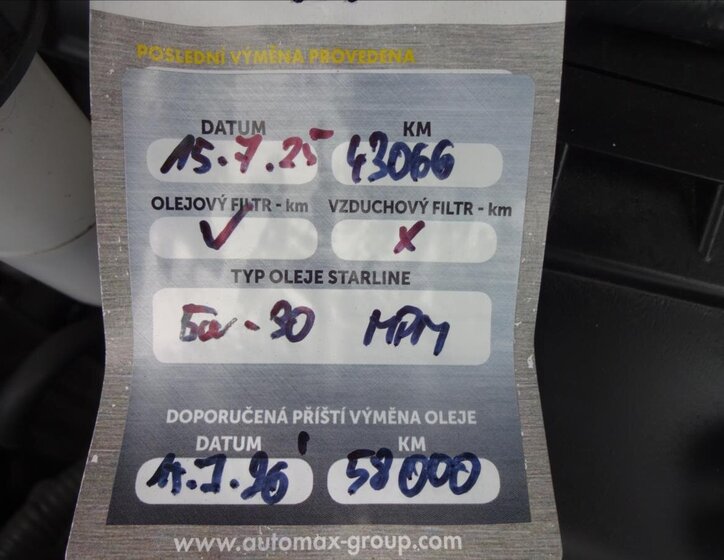 POSLEDNÍ VÝMĚNA PROVEDENA
DATUM KM
15.7.25 43066
OLEJOVÝ FILTR - km VZDUCHOVÝ FILTR - km
✓ x
TYP OLEJE STARLINE
5w-30 MPM
DOPORUČENÁ PŘÍŠTÍ VÝMĚNA OLEJE
DATUM KM
58000
www.automax-group.com